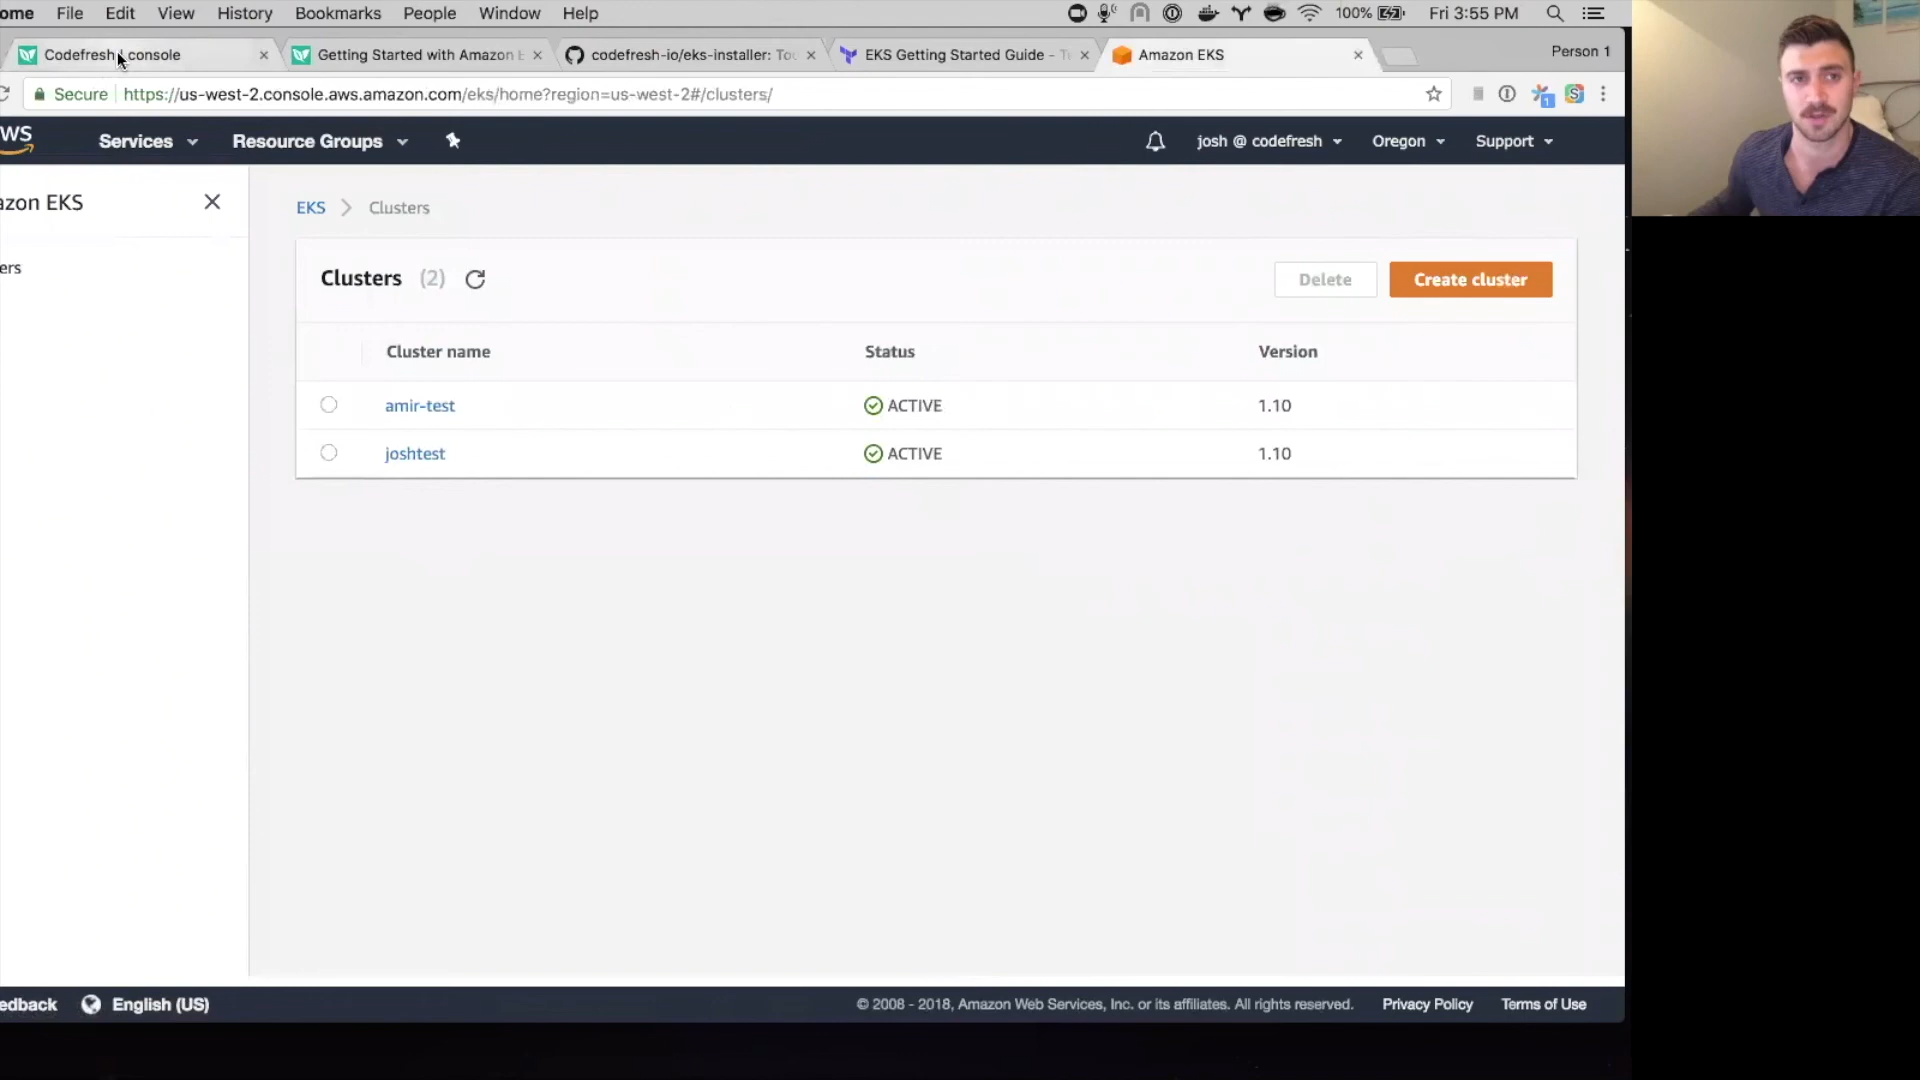 ome File Edit View History Bookmarks People Window Help 100% Fri 3:55 PM
Codefresh | console Getting Started with Amazon E codefresh-io/eks-installer: Too EKS Getting Started Guide - Te Amazon EKS Person 1
Secure https://us-west-2.console.aws.amazon.com/eks/home?region=us-west-2#/clusters/ 1 S
WS Services Resource Groups josh @ codefresh Oregon Support
azon EKS
ers
EKS Clusters
Clusters (2) Delete Create cluster
Cluster name Status Version
amir-test ACTIVE 1.10
joshtest ACTIVE 1.10
edback English (US) © 2008 - 2018, Amazon Web Services, Inc. or its affiliates. All rights reserved. Privacy Policy Terms of Use